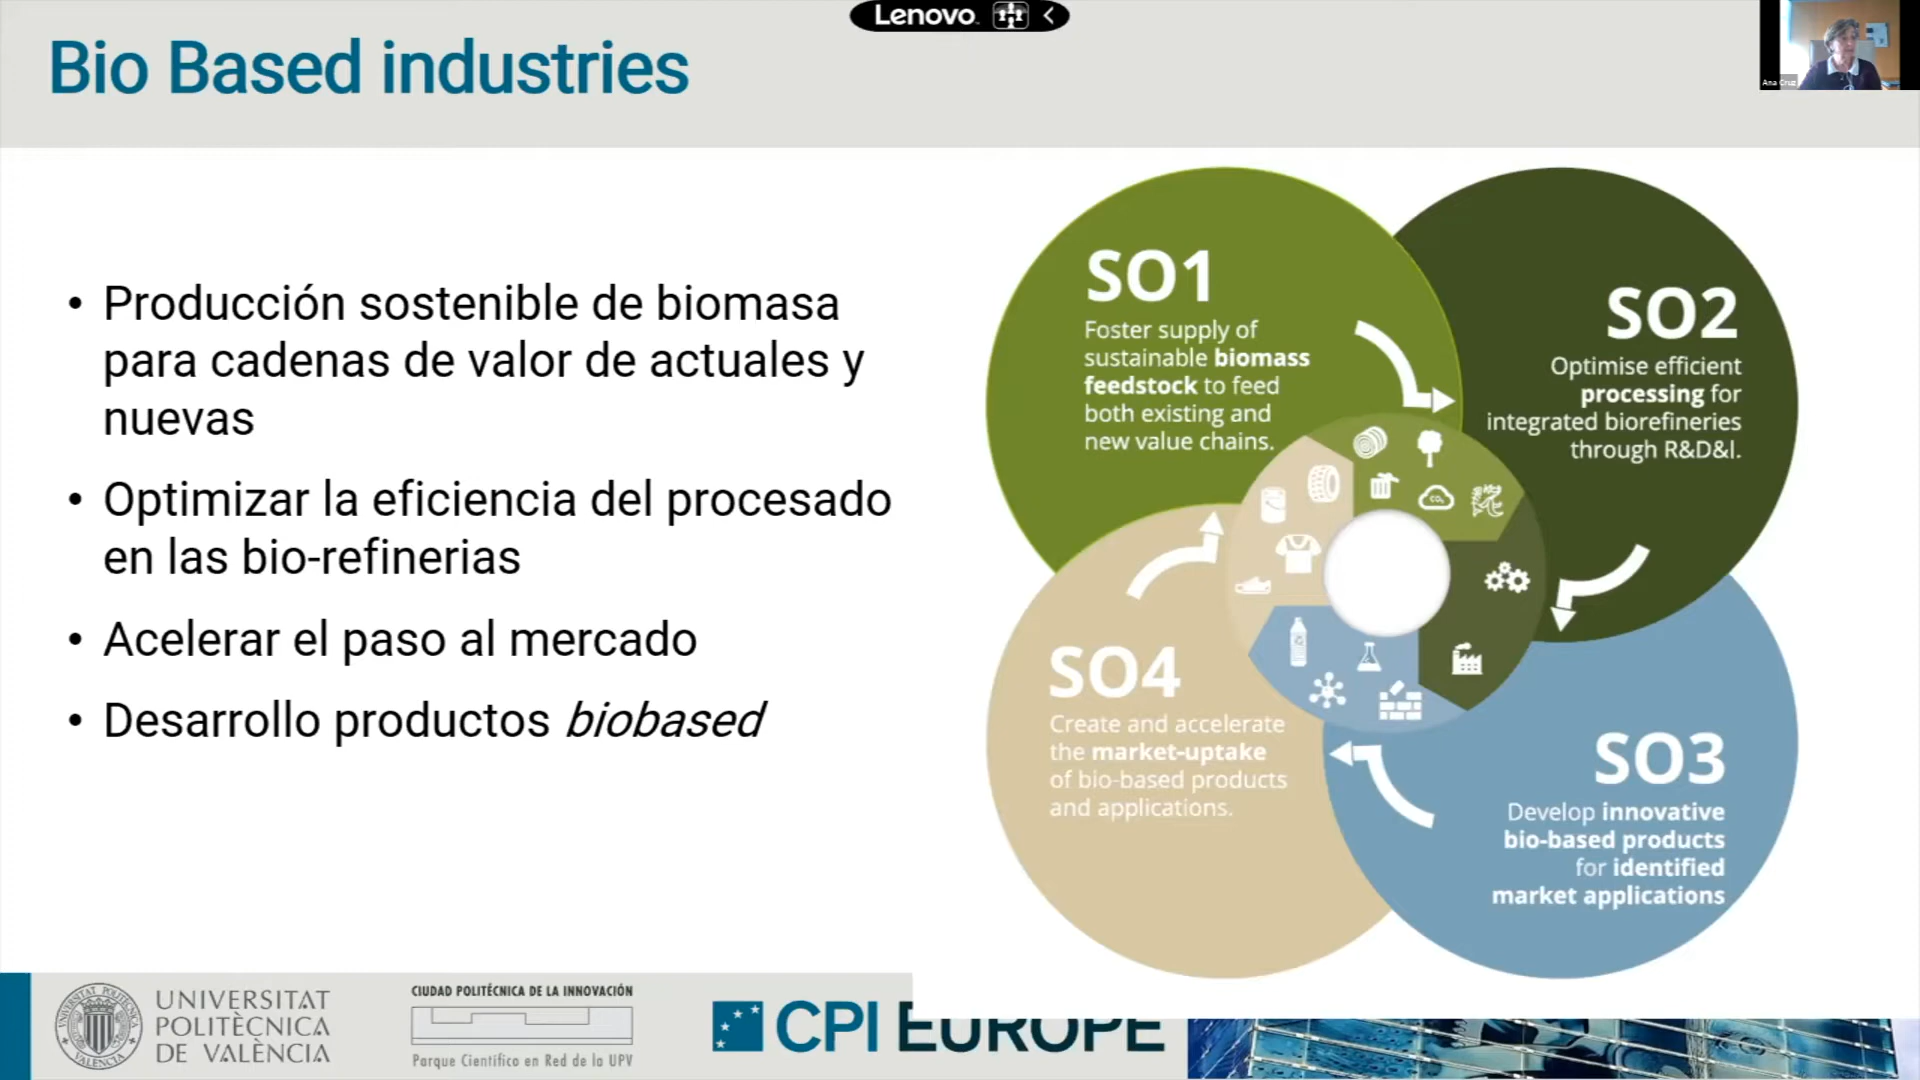 Lenovo
Bio Based industries
Ana Cruz
• Producción sostenible de biomasa
para cadenas de valor de actuales y
nuevas
• Optimizar la eficiencia del procesado
en las bio-refinerias
• Acelerar el paso al mercado
• Desarrollo productos biobased
SO1
Foster supply of
sustainable biomass
feedstock to feed
both existing and
new value chains.
SO2
Optimise efficient
processing for
integrated biorefineries
through R&D&I.
CO₂
SO3
Develop innovative
bio-based products
for identified
market applications
SO4
Create and accelerate
the market-uptake
of bio-based products
and applications.
UNIVERSITAT
POLITÈCNICA
DE VALÈNCIA
CIUDAD POLITÉCNICA DE LA INNOVACIÓN
Parque Científico en Red de la UPV
CPI EUROPE